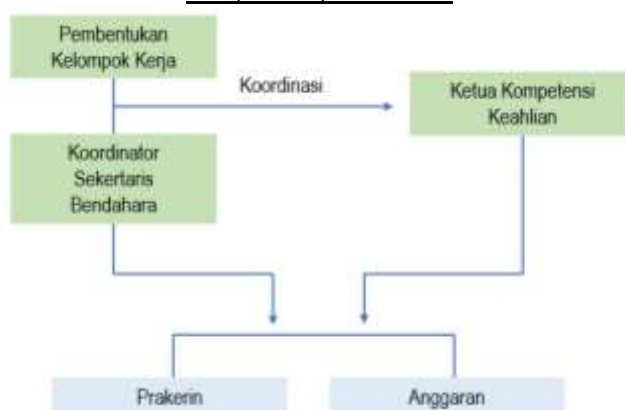 Pembentukan
Kelompok Kerja
Koordinasi
Ketua Kompetensi
Keahlian
Koordinator
Sekertaris
Bendahara
Prakerin
Anggaran